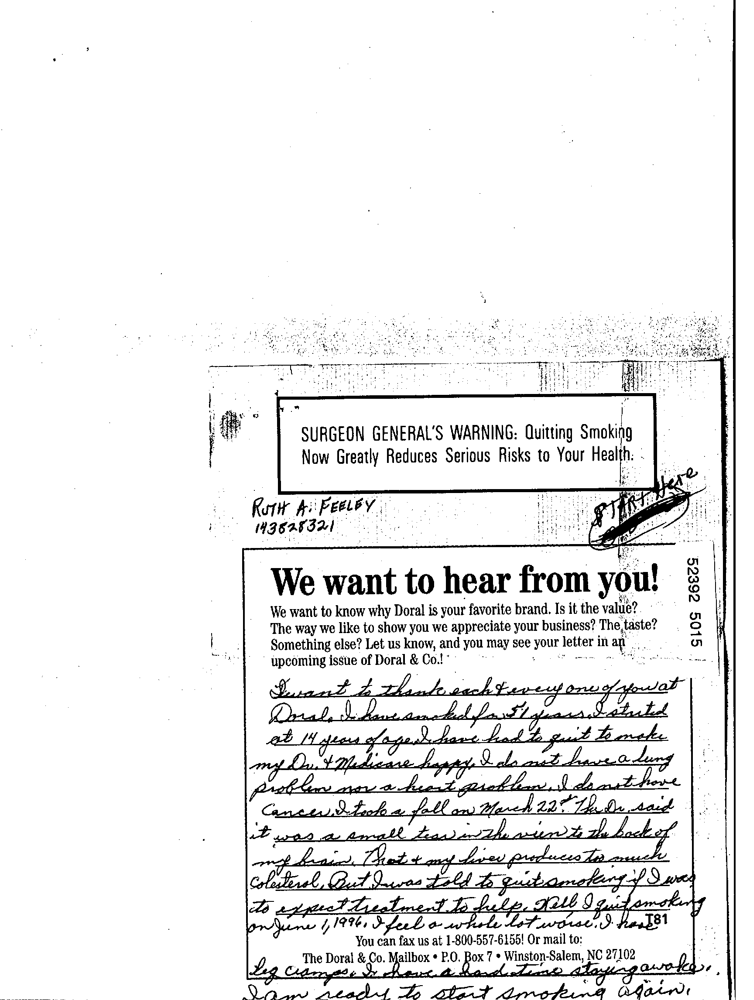 SURGEON GENERAL'S WARNING: Quitting Smoking
Now Greatly Reduces Serious Risks to Your Health.
START Here
RUTH A. FEELEY
143828321
We want to hear from you!
We want to know why Doral is your favorite brand. Is it the value?
The way we like to show you we appreciate your business? The taste?
Something else? Let us know, and you may see your letter in an
upcoming issue of Doral & Co.!
52392 5015
I want to thank each & every one of you at
Doral. I have smoked for 51 years, I started
at 14 years of age. I have had to quit to make
my Dr. & Medicare happy. I do not have a lung
problem nor a heart problem. I do not have
Cancer. I took a fall on March 22. The Dr. said
it was a small tear in the vien to the back of
my brain. That & my liver produces to much
Colesterol. But I was told to quit smoking if I was
to expect treatment to help. Well I quit smoking
on June 1, 1996. I feel a whole lot worse. I have
T81
You can fax us at 1-800-557-6155! Or mail to:
The Doral & Co. Mailbox • P.O. Box 7 • Winston-Salem, NC 27102
leg cramps. I have a hard time staying awake.
I am ready to start smoking again.